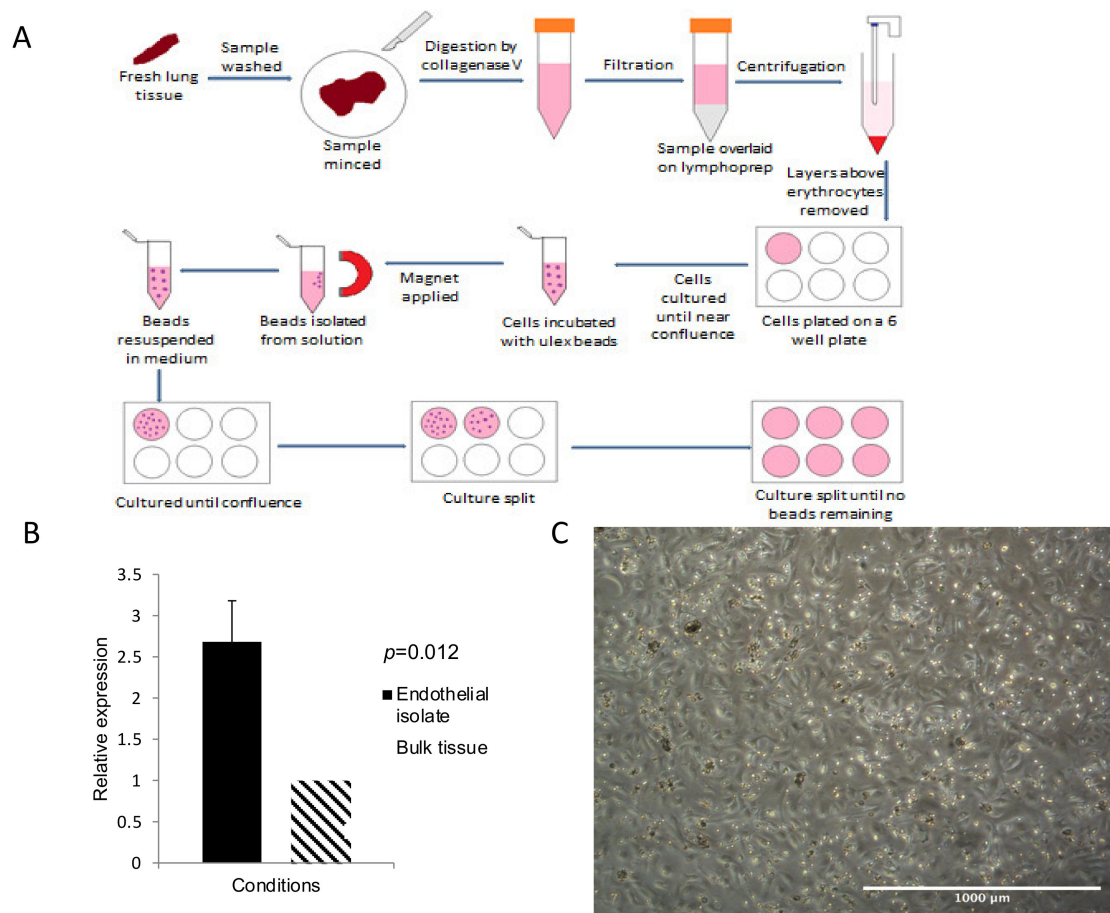 A
Fresh lung
tissue
Sample
washed
Sample
minced
Digestion by
collagenase V
Filtration
Sample overlaid
on lymphoprep
Centrifugation
Layers above
erythrocytes
removed
Cells plated on a 6
well plate
Cells
cultured
until near
confluence
Cells incubated
with ulex beads
Magnet
applied
Beads isolated
from solution
Beads
resuspended
in medium
Cultured until confluence
Culture split
Culture split until no
beads remaining
B
3.5
3
2.5
2
1.5
1
0.5
0
Relative expression
Conditions
p=0.012
Endothelial
isolate
Bulk tissue
C
1000 µm